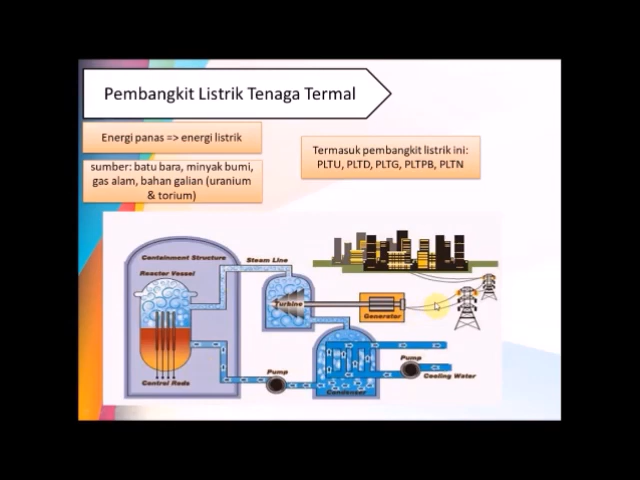 Pembangkit Listrik Tenaga Termal
Energi panas => energi listrik
sumber: batu bara, minyak bumi,
gas alam, bahan galian (uranium
& torium)
Termasuk pembangkit listrik ini:
PLTU, PLTD, PLTG, PLTPB, PLTN
Containment Structure
Steam Line
Reactor Vessel
Turbine
Generator
Control Rods
Pump
Condenser
Pump
Cooling Water